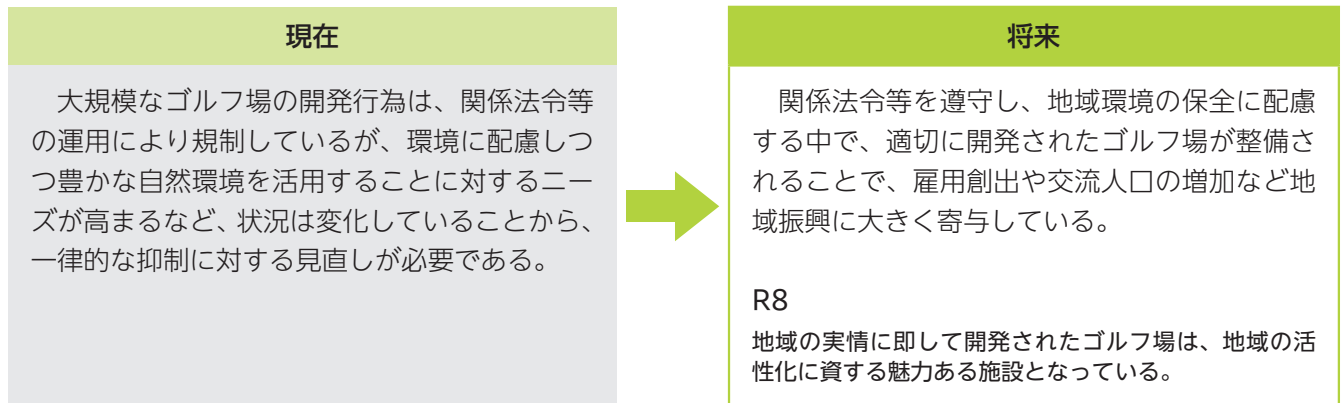 現在
大規模なゴルフ場の開発行為は、関係法令等
の運用により規制しているが、環境に配慮しつ
つ豊かな自然環境を活用することに対するニー
ズが高まるなど、状況は変化していることから、
一律的な抑制に対する見直しが必要である。
将来
関係法令等を遵守し、地域環境の保全に配慮
する中で、適切に開発されたゴルフ場が整備さ
れることで、雇用創出や交流人口の増加など地
域振興に大きく寄与している。
R8
地域の実情に即して開発されたゴルフ場は、地域の活
性化に資する魅力ある施設となっている。